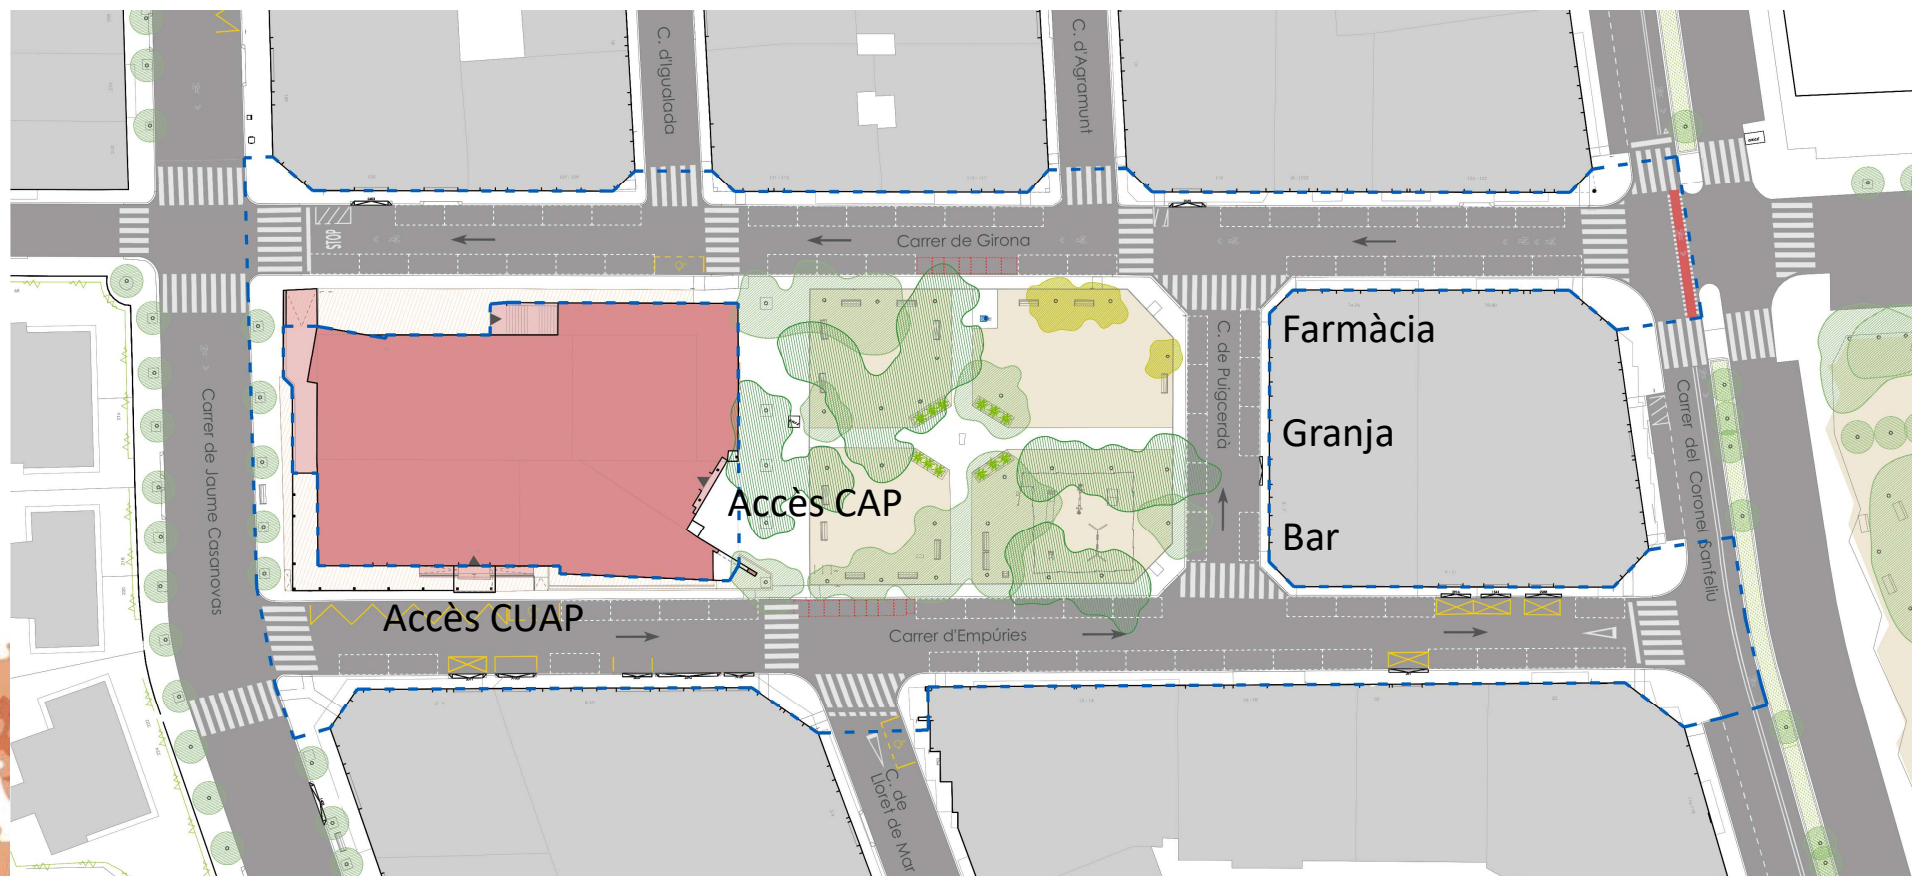 C. d'Igualada
C. d'Agramunt
STOP
Carrer de Girona
Farmàcia
C. de Puigcerdà
Granja
Carrer de Jaume Casanovas
Carrer del Coronel Sanfeliu
Accès CAP
Bar
Accès CUAP
Carrer d'Empúries
C. de
Lloret de Mar